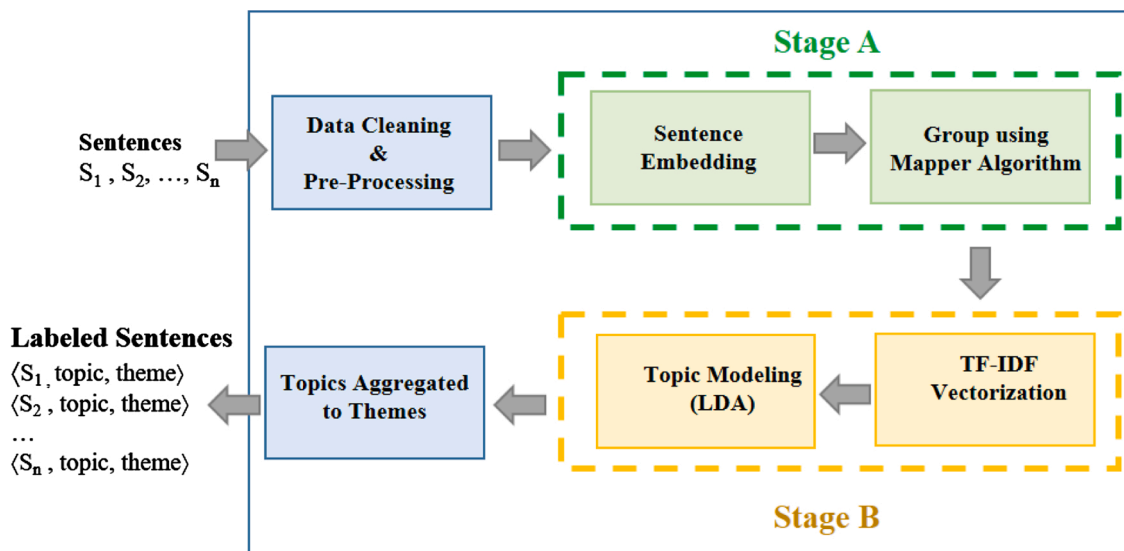 Stage A
Sentences
S1 , S2, …, Sn
Data Cleaning
&
Pre-Processing
Sentence
Embedding
Group using
Mapper Algorithm
TF-IDF
Vectorization
Topic Modeling
(LDA)
Topics Aggregated
to Themes
Labeled Sentences
⟨S1 , topic, theme⟩
⟨S2 , topic, theme⟩
…
⟨Sn , topic, theme⟩
Stage B